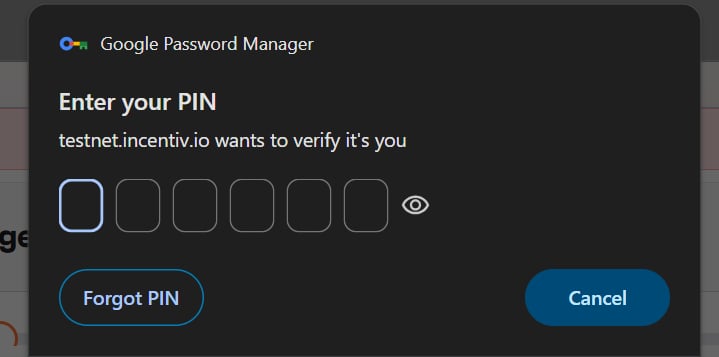 Google Password Manager
Enter your PIN
testnet.incentiv.io wants to verify it's you
ge
Forgot PIN
Cancel